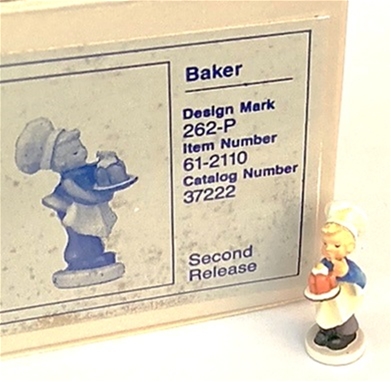 Baker
Design Mark
262-P
Item Number
61-2110
Catalog Number
37222
Second
Release